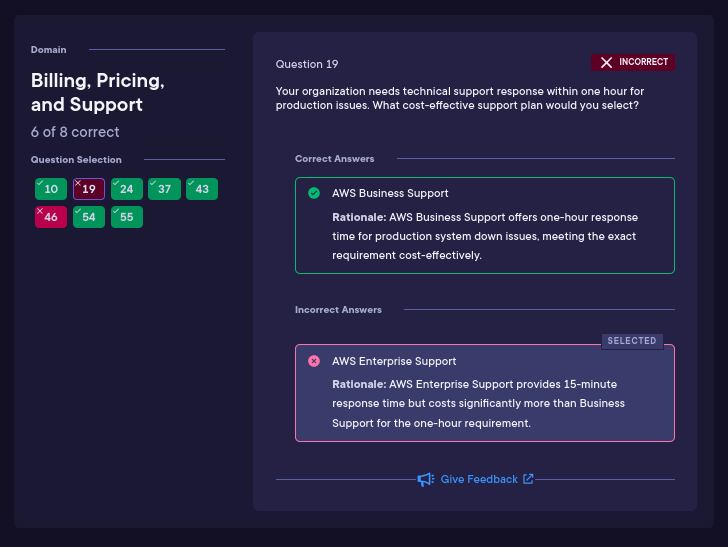 Domain
Billing, Pricing,
and Support
6 of 8 correct
Question Selection
10 19 24 37 43
46 54 55
Question 19
INCORRECT
Your organization needs technical support response within one hour for
production issues. What cost-effective support plan would you select?
Correct Answers
AWS Business Support
Rationale: AWS Business Support offers one-hour response
time for production system down issues, meeting the exact
requirement cost-effectively.
Incorrect Answers
SELECTED
AWS Enterprise Support
Rationale: AWS Enterprise Support provides 15-minute
response time but costs significantly more than Business
Support for the one-hour requirement.
Give Feedback